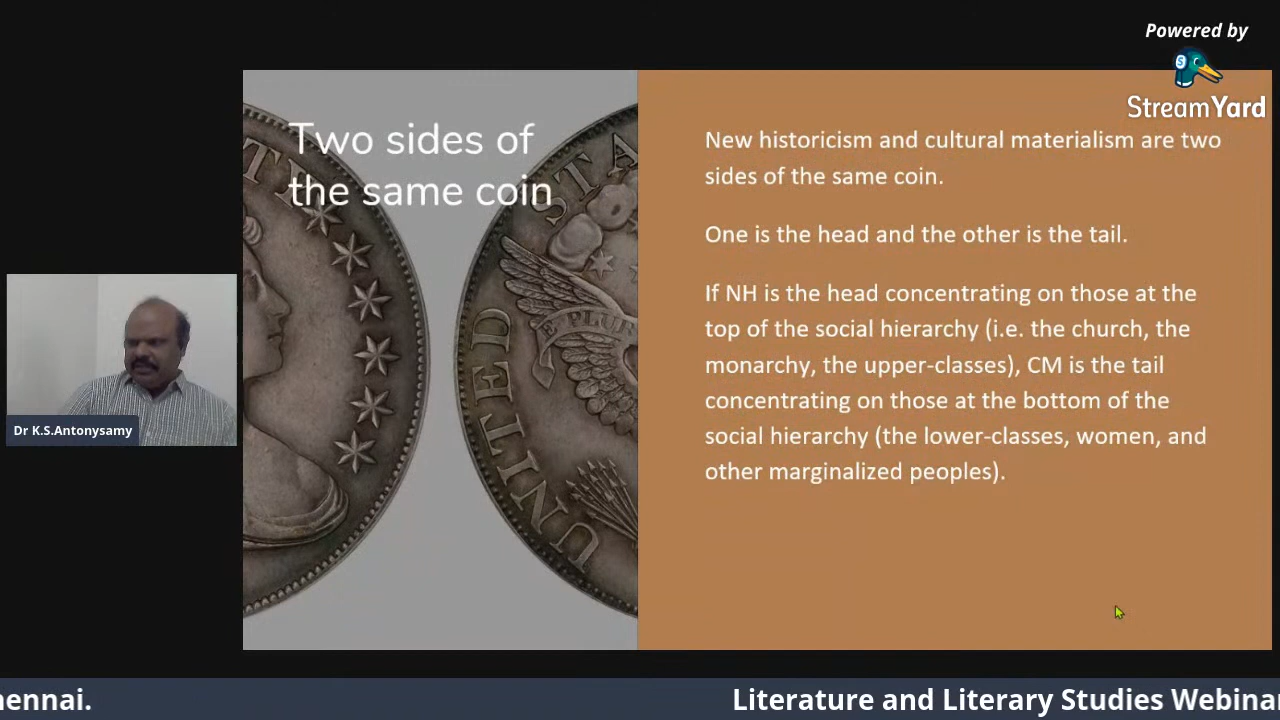 Powered by
StreamYard
Two sides of
the same coin
New historicism and cultural materialism are two
sides of the same coin.
One is the head and the other is the tail.
If NH is the head concentrating on those at the
top of the social hierarchy (i.e. the church, the
monarchy, the upper-classes), CM is the tail
concentrating on those at the bottom of the
social hierarchy (the lower-classes, women, and
other marginalized peoples).
UNITED
STA
E PLUR
Dr K.S.Antonysamy
hennai.
Literature and Literary Studies Webinar